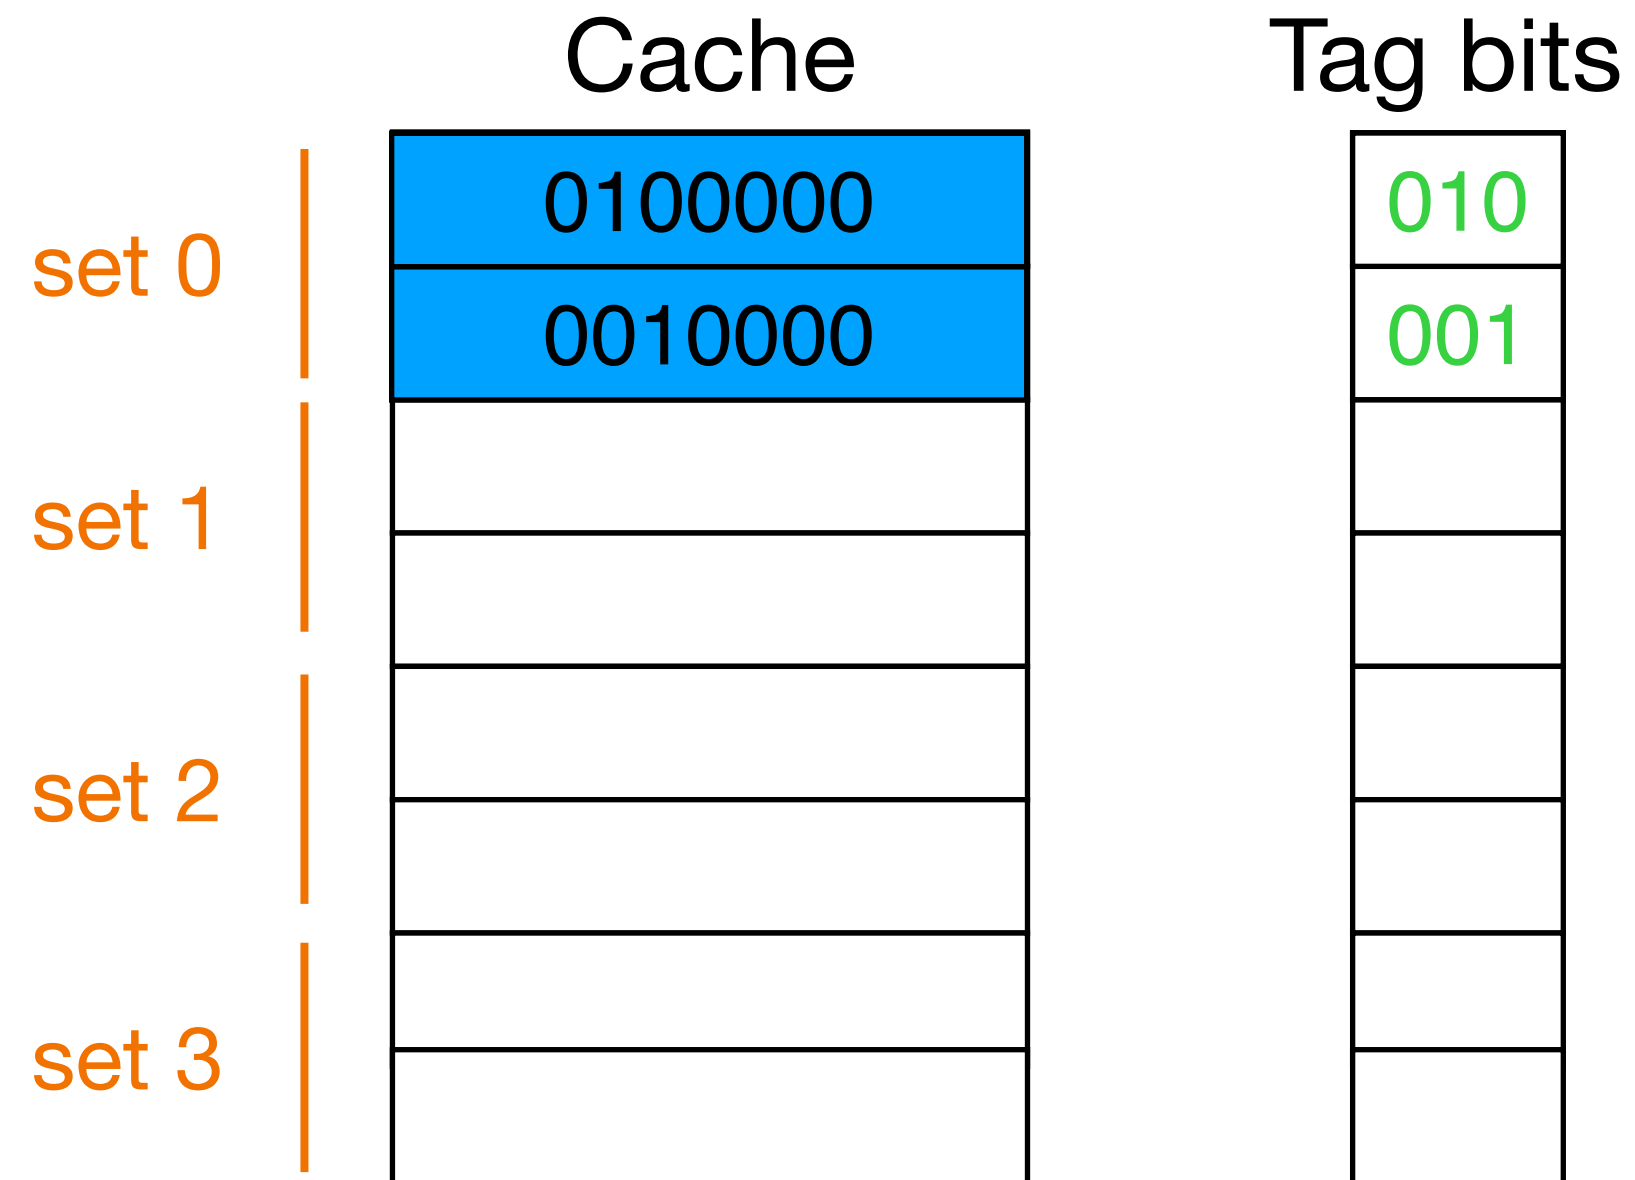 Cache Tag bits
set 0
0100000 010
0010000 001
set 1
set 2
set 3